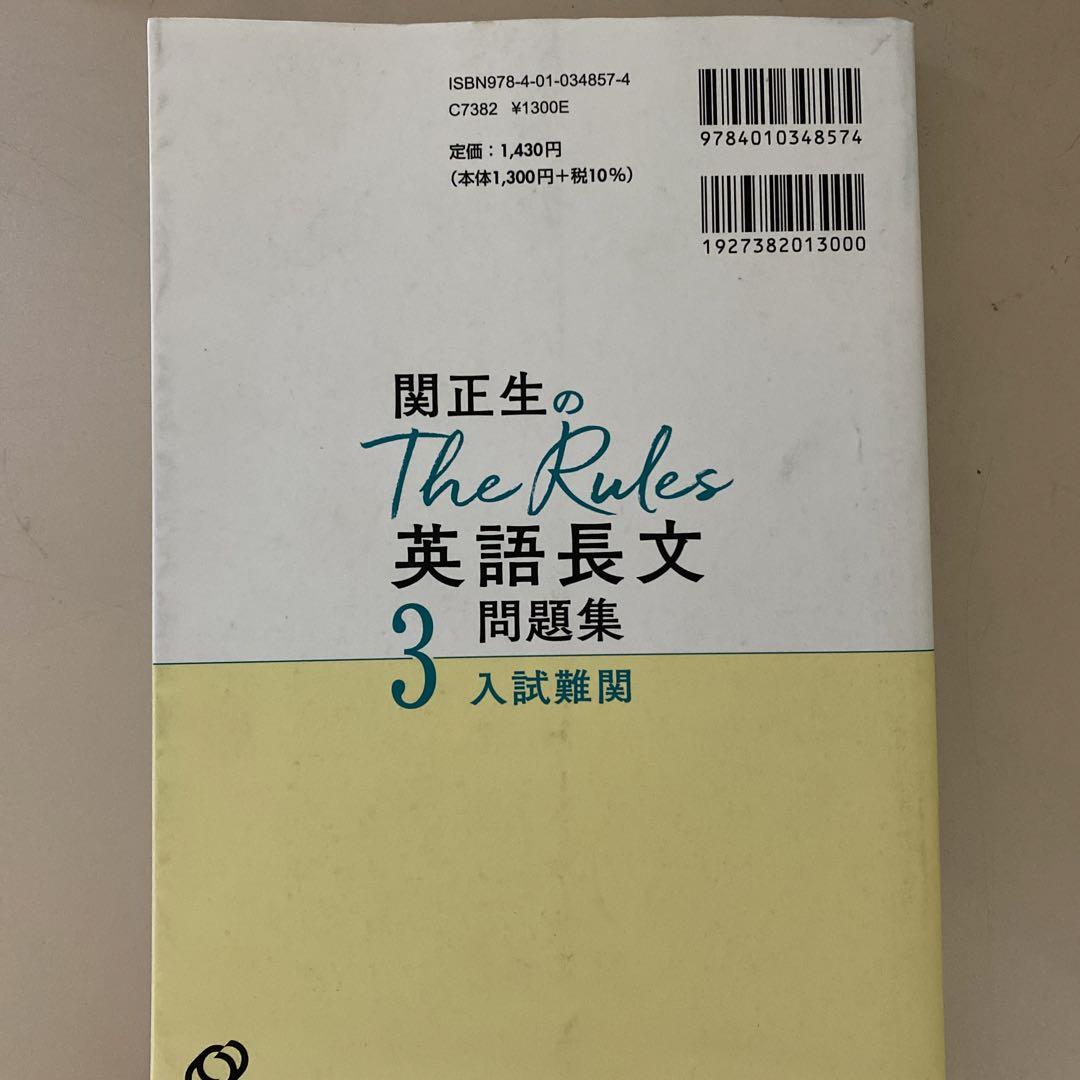 ISBN978-4-01-034857-4
C7382 ¥1300E
定価：1,430円
（本体1,300円＋税10％）
9784010348574
1927382013000
関正生の
The Rules
英語長文
問題集
3 入試難関